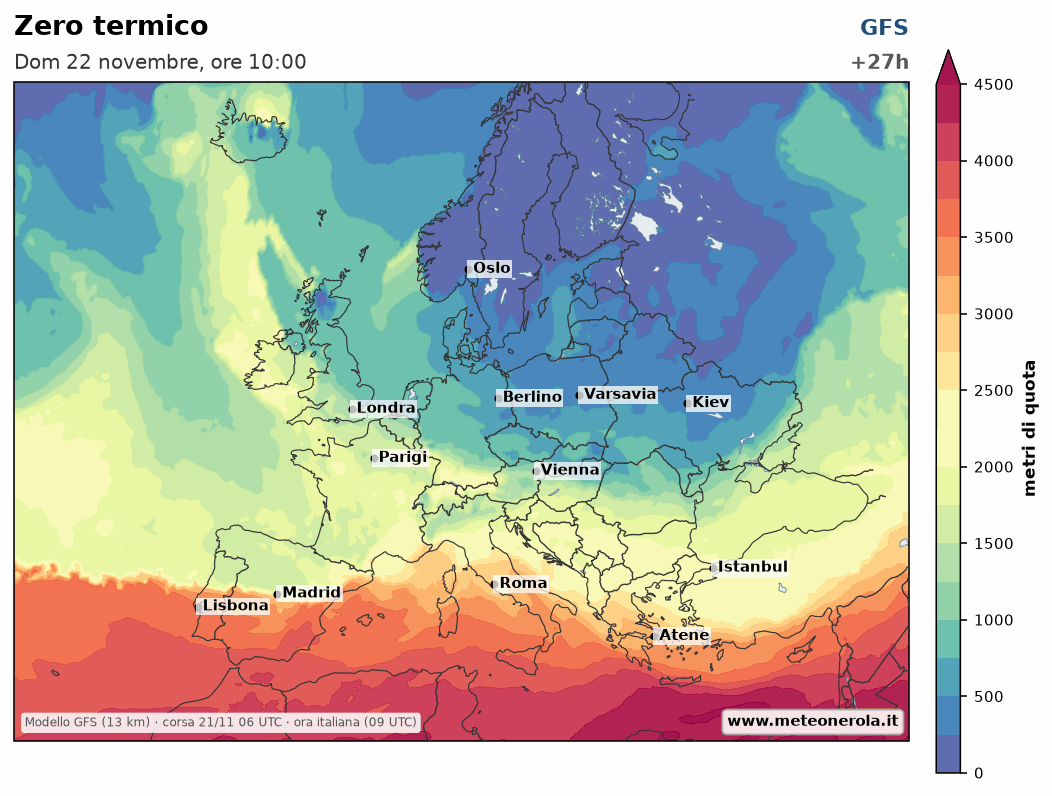 Zero termico
GFS
Dom 22 novembre, ore 10:00
+27h
4500
4000
3500
3000
2500
2000
1500
1000
500
0
metri di quota
Oslo
Berlino
Varsavia
Kiev
Londra
Parigi
Vienna
Istanbul
Roma
Madrid
Lisbona
Atene
Modello GFS (13 km) · corsa 21/11 06 UTC · ora italiana (09 UTC)
www.meteonerola.it